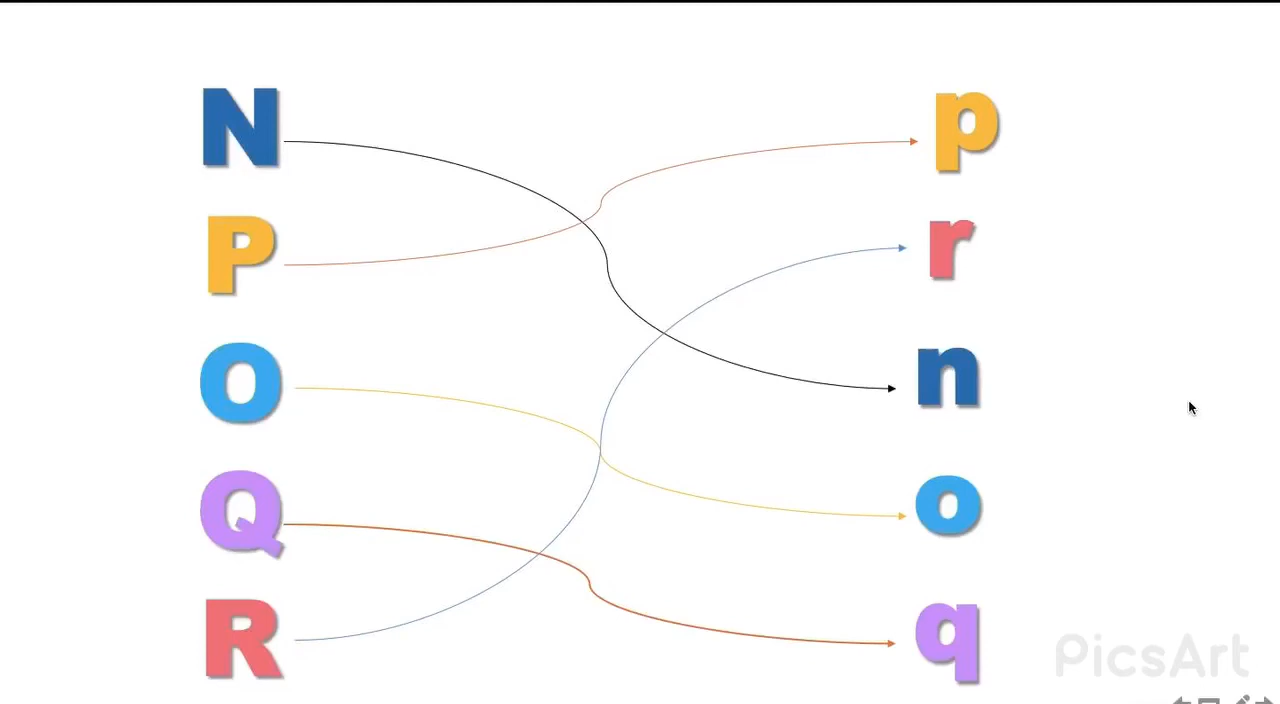 N p
P r
O n
Q o
R q
PicsArt